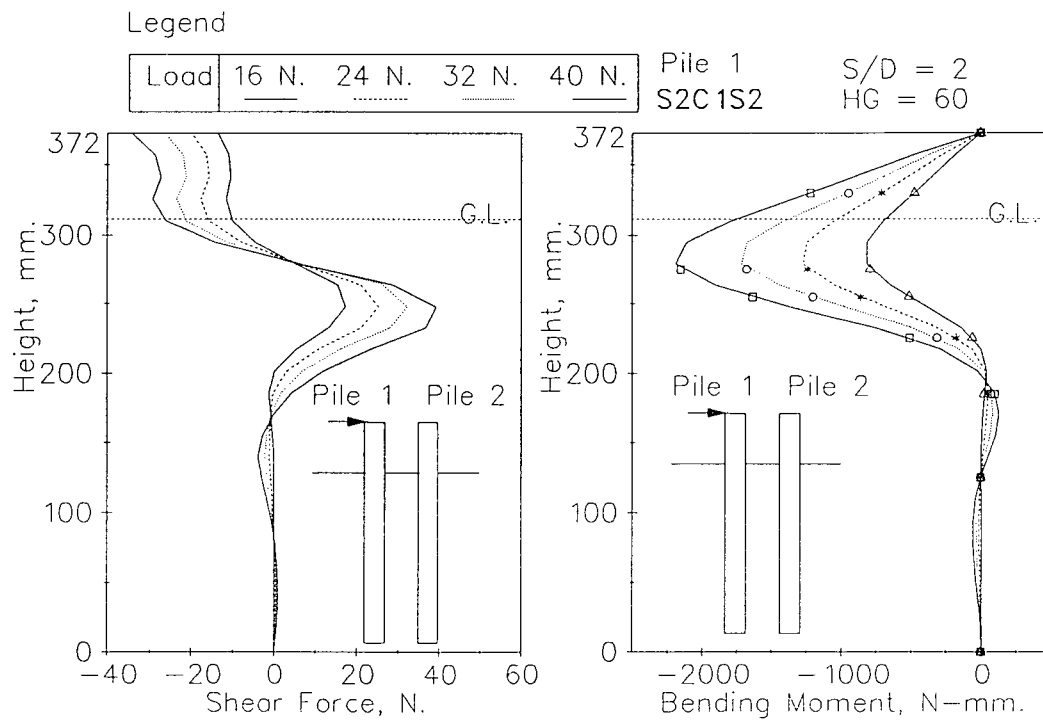 Legend
Load 16 N. 24 N. 32 N. 40 N.
Pile 1 S/D = 2
S2C1S2 HG = 60
372
300
200
100
0
Height, mm.
G.L.
Pile 1 Pile 2
−40 −20 0 20 40 60
Shear Force, N.
372
300
200
100
0
Height, mm.
G.L.
Pile 1 Pile 2
−2000 −1000 0
Bending Moment, N−mm.